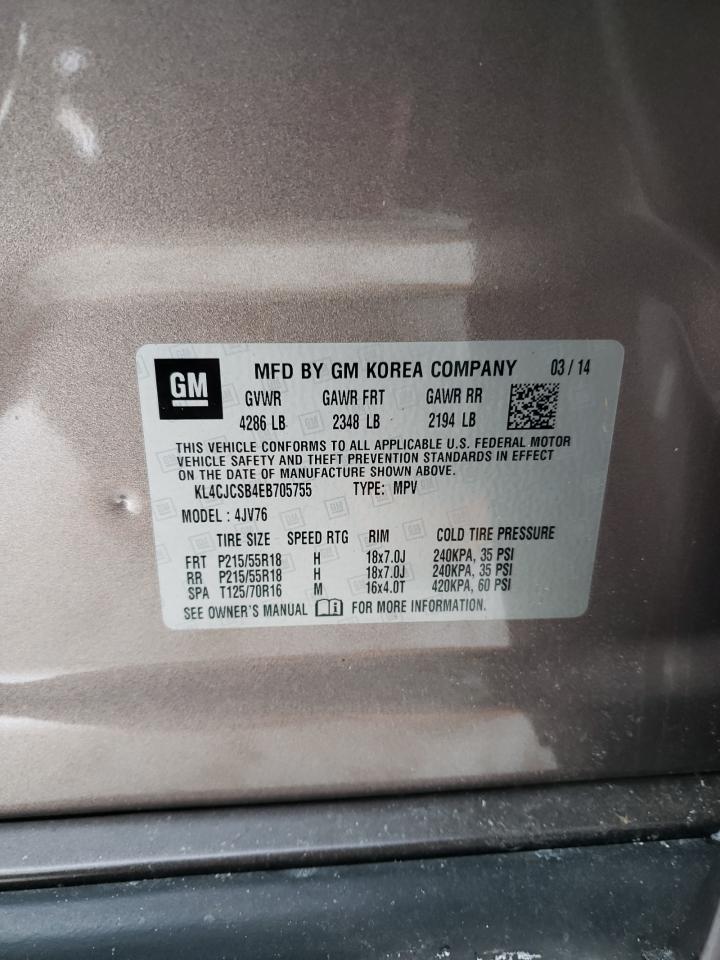 GM
MFD BY GM KOREA COMPANY 03 / 14
GVWR GAWR FRT GAWR RR
4286 LB 2348 LB 2194 LB
THIS VEHICLE CONFORMS TO ALL APPLICABLE U.S. FEDERAL MOTOR
VEHICLE SAFETY AND THEFT PREVENTION STANDARDS IN EFFECT
ON THE DATE OF MANUFACTURE SHOWN ABOVE.
KL4CJCSB4EB705755 TYPE: MPV
MODEL : 4JV76
TIRE SIZE SPEED RTG RIM COLD TIRE PRESSURE
FRT P215/55R18 H 18x7.0J 240KPA, 35 PSI
RR P215/55R18 H 18x7.0J 240KPA, 35 PSI
SPA T125/70R16 M 16x4.0T 420KPA, 60 PSI
SEE OWNER'S MANUAL FOR MORE INFORMATION.